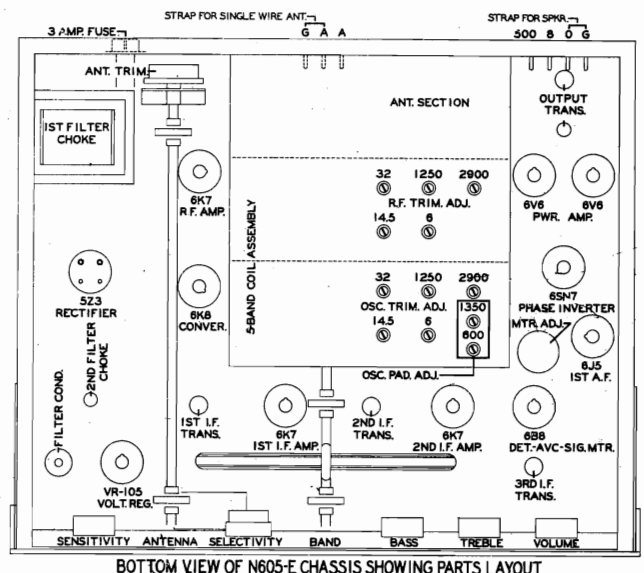 STRAP FOR SINGLE WIRE ANT.
STRAP FOR SPKR.
3 AMP. FUSE
G A A
500 8 0 G
ANT. TRIM.
ANT. SECTION
OUTPUT
TRANS.
1ST FILTER
CHOKE
6K7
R.F. AMP.
32 1250 2900
R.F. TRIM. ADJ.
14.5 6
6V6 6V6
PWR. AMP.
5-BAND COIL ASSEMBLY
5Z3
RECTIFIER
6K8
CONVER.
32 1250 2900
OSC. TRIM. ADJ.
1350
14.5 6
600
OSC. PAD. ADJ.
6SN7
PHASE INVERTER
MTR. ADJ.
6J5
1ST A.F.
2ND FILTER
CHOKE
FILTER COND.
1ST I.F.
TRANS.
6K7
1ST I.F. AMP.
2ND I.F.
TRANS.
6K7
2ND I.F. AMP.
6B8
DET.-AVC-SIG. MTR.
VR-105
VOLT. REG.
3RD I.F.
TRANS.
SENSITIVITY ANTENNA SELECTIVITY BAND BASS TREBLE VOLUME
BOTTOM VIEW OF N605-E CHASSIS SHOWING PARTS LAYOUT